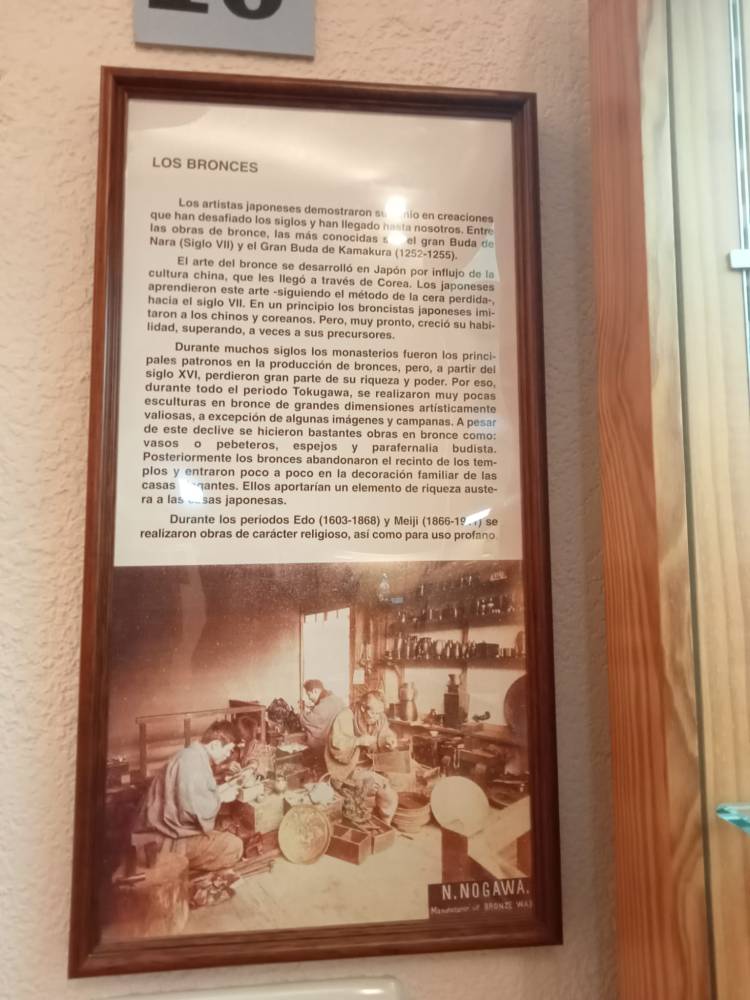 LOS BRONCES
Los artistas japoneses demostraron en creaciones
que han desafiado los siglos y han llegado hasta nosotros. Entre
las obras de bronce, las más conocidas el gran Buda de
Nara (Siglo VII) y el Gran Buda de Kamakura (1252-1255).
El arte del bronce se desarrolló en Japón por influjo de la
cultura china, que les llegó a través de Corea. Los japoneses
aprendieron este arte -siguiendo el método de la cera perdida-,
hacia el siglo VII. En un principio los broncistas japoneses imi-
taron a los chinos y coreanos. Pero, muy pronto, creció su habi-
lidad, superando, a veces a sus precursores.
Durante muchos siglos los monasterios fueron los princi-
pales patronos en la producción de bronces, pero, a partir del
siglo XVI, perdieron gran parte de su riqueza y poder. Por eso,
durante todo el periodo Tokugawa, se realizaron muy pocas
esculturas en bronce de grandes dimensiones artísticamente
valiosas, a excepción de algunas imágenes y campanas. A pesar
de este declive se hicieron bastantes obras en bronce como:
vasos o pebeteros, espejos y parafernalia budista.
Posteriormente los bronces abandonaron el recinto de los tem-
plos y entraron poco a poco en la decoración familiar de las
casas Ellos aportarían un elemento de riqueza auste-
ra a las casas japonesas.
Durante los periodos Edo (1603-1868) y Meiji se
realizaron obras de carácter religioso, así como para uso profano
N.NOGAWA.
Manufacturer of BRONZE